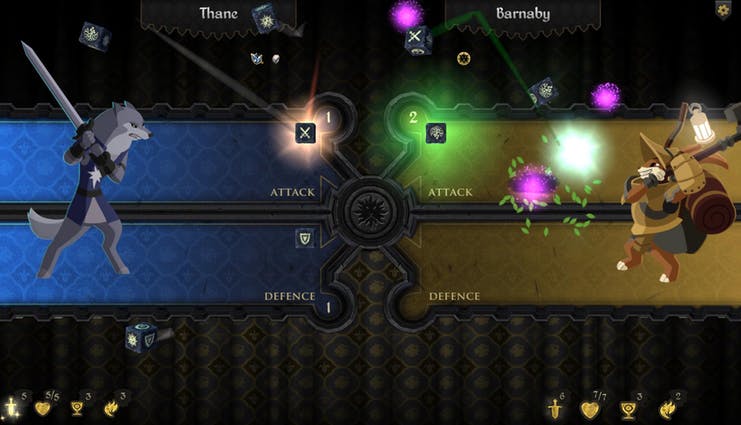 Thane
Barnaby
1
2
ATTACK
ATTACK
DEFENCE
DEFENCE
1
5
5/5
3
3
6
7/7
3
2